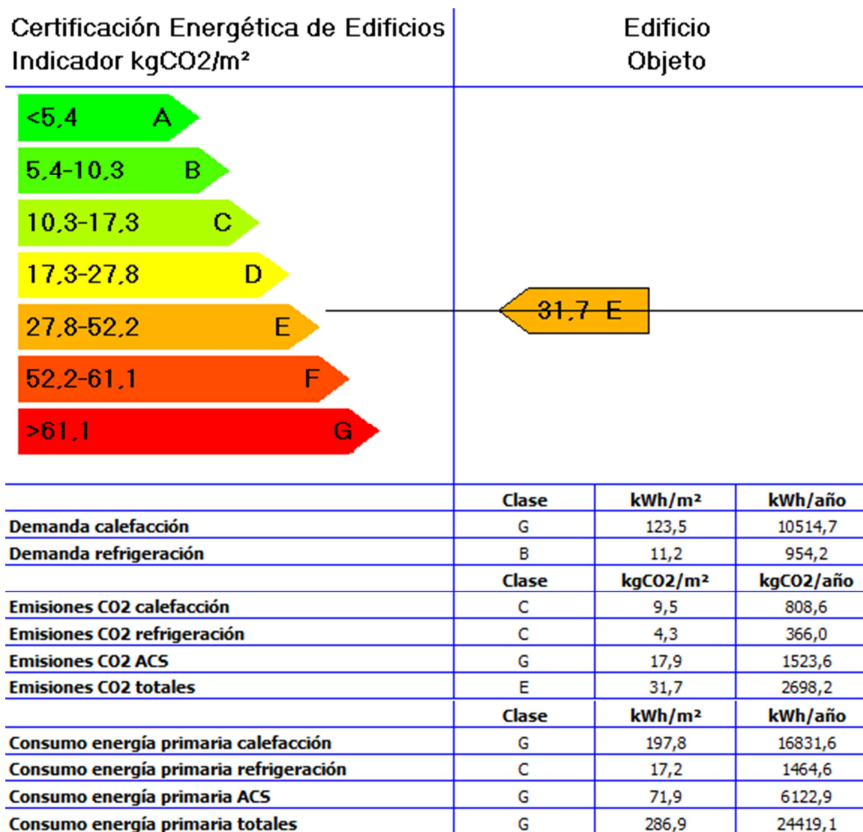 Certificación Energética de Edificios
Indicador kgCO2/m²
Edificio
Objeto
<5,4 A
5,4-10,3 B
10,3-17,3 C
17,3-27,8 D
27,8-52,2 E
52,2-61,1 F
>61,1 G
31,7 E
Clase kWh/m² kWh/año
Demanda calefacción G 123,5 10514,7
Demanda refrigeración B 11,2 954,2
Clase kgCO2/m² kgCO2/año
Emisiones CO2 calefacción C 9,5 808,6
Emisiones CO2 refrigeración C 4,3 366,0
Emisiones CO2 ACS G 17,9 1523,6
Emisiones CO2 totales E 31,7 2698,2
Clase kWh/m² kWh/año
Consumo energía primaria calefacción G 197,8 16831,6
Consumo energía primaria refrigeración C 17,2 1464,6
Consumo energía primaria ACS G 71,9 6122,9
Consumo energía primaria totales G 286,9 24419,1